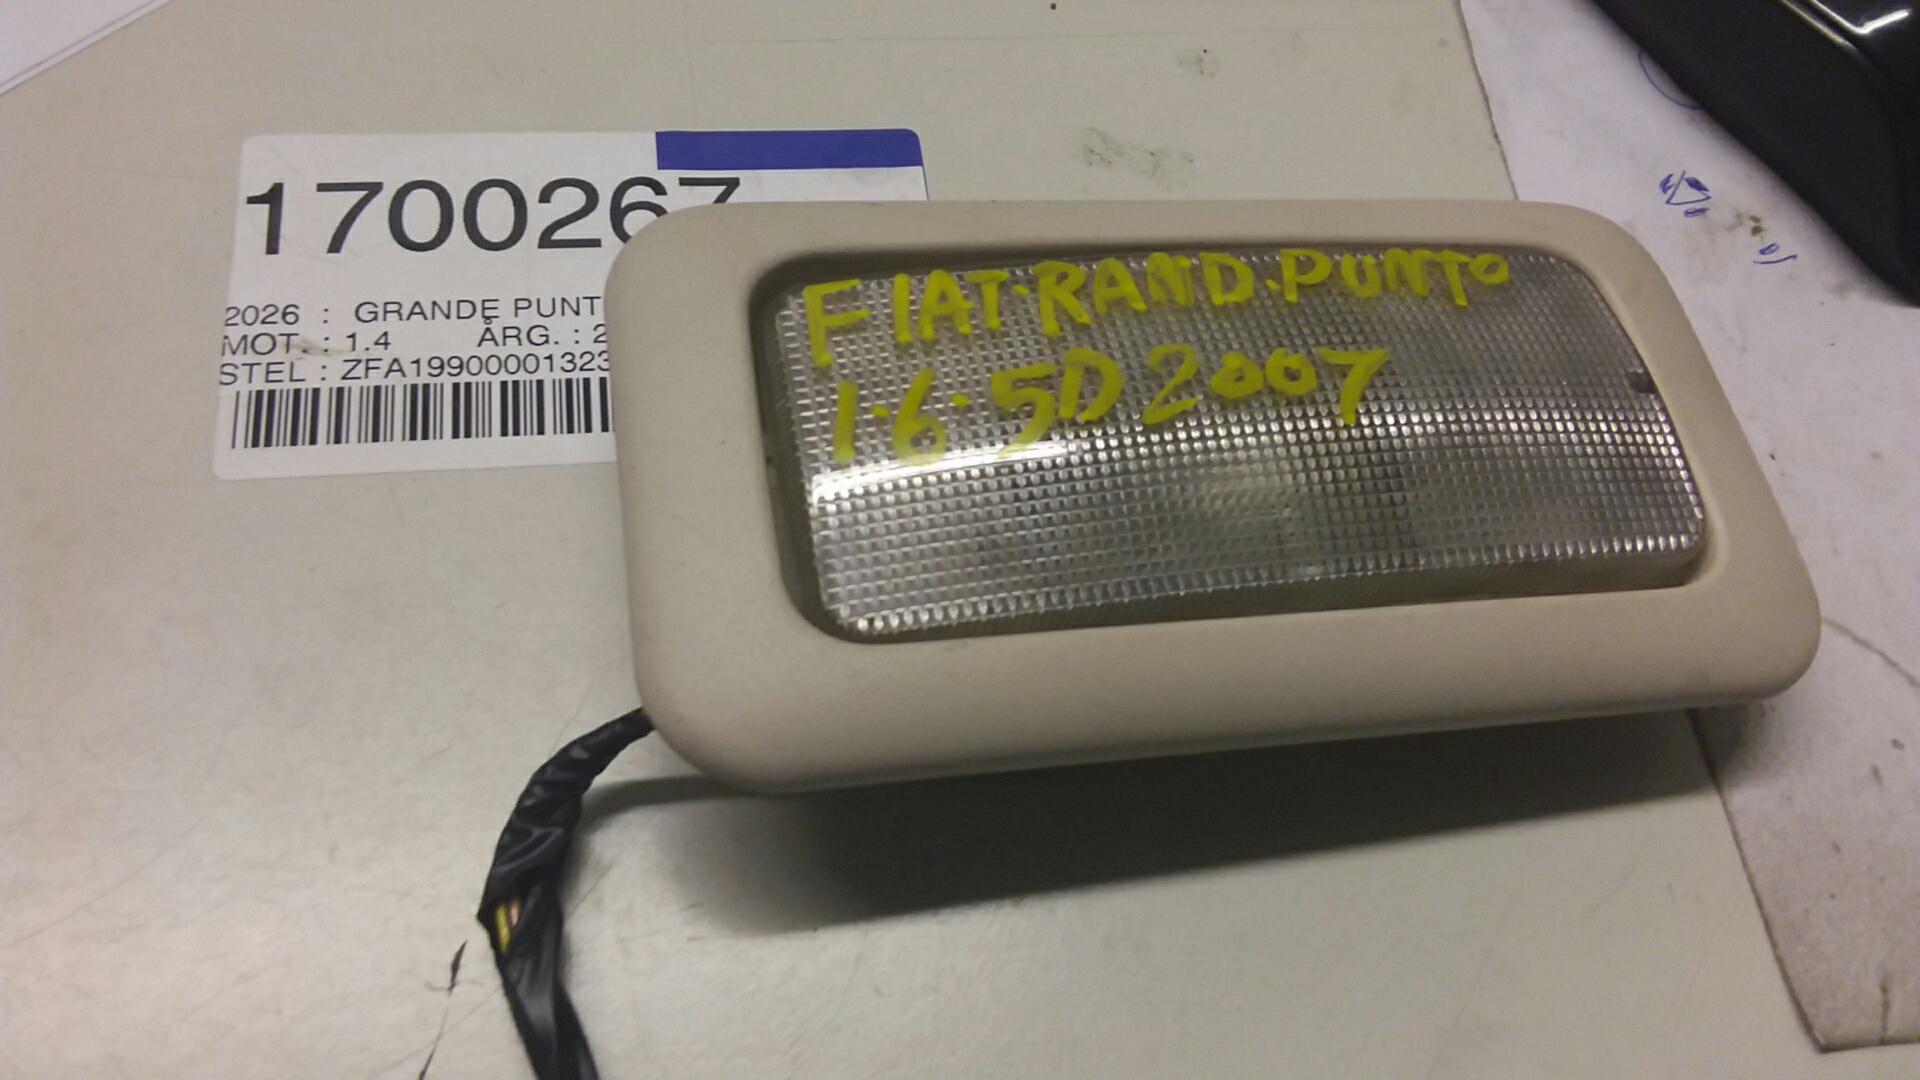 1700267
2026 : GRANDE PUNT
MOT. : 1.4 ÅRG. : 2
STEL : ZFA19900001323
FIAT·RAND.PUNTO
1.6.5D 2007